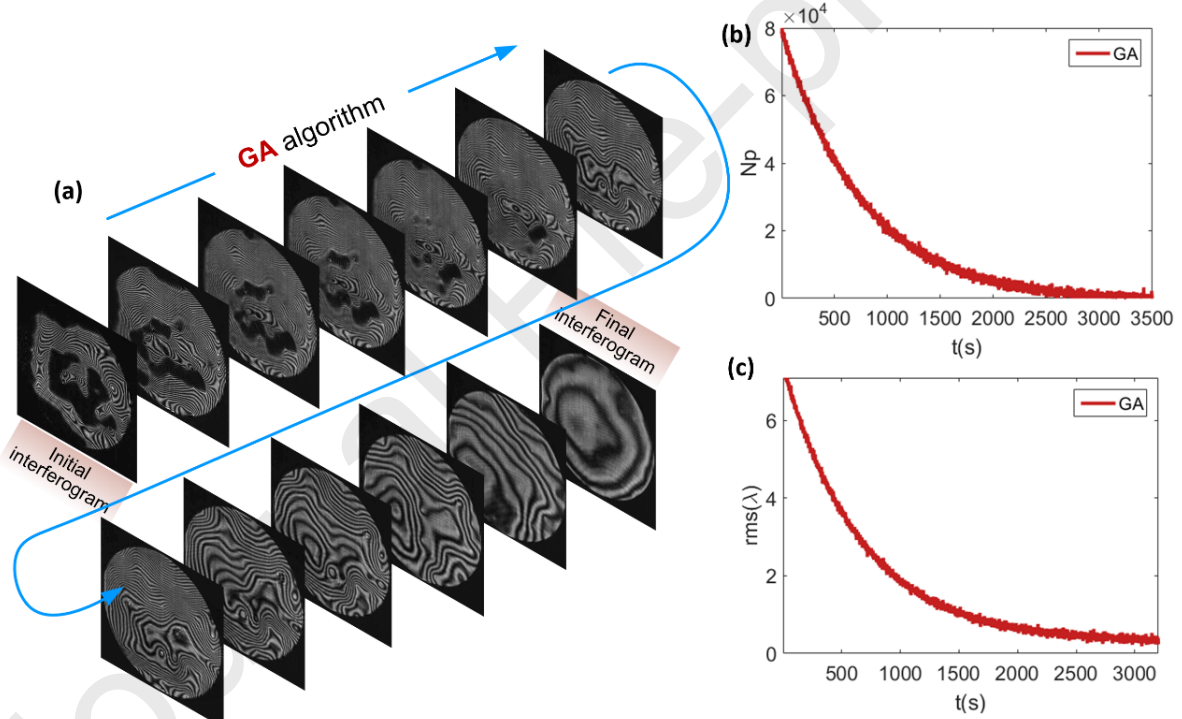 (a)
GA algorithm
Initial
interferogram
Final
interferogram
(b)
×10⁴
8
6
4
2
0
Np
GA
500 1000 1500 2000 2500 3000 3500
t(s)
(c)
6
4
2
0
rms(λ)
GA
500 1000 1500 2000 2500 3000
t(s)